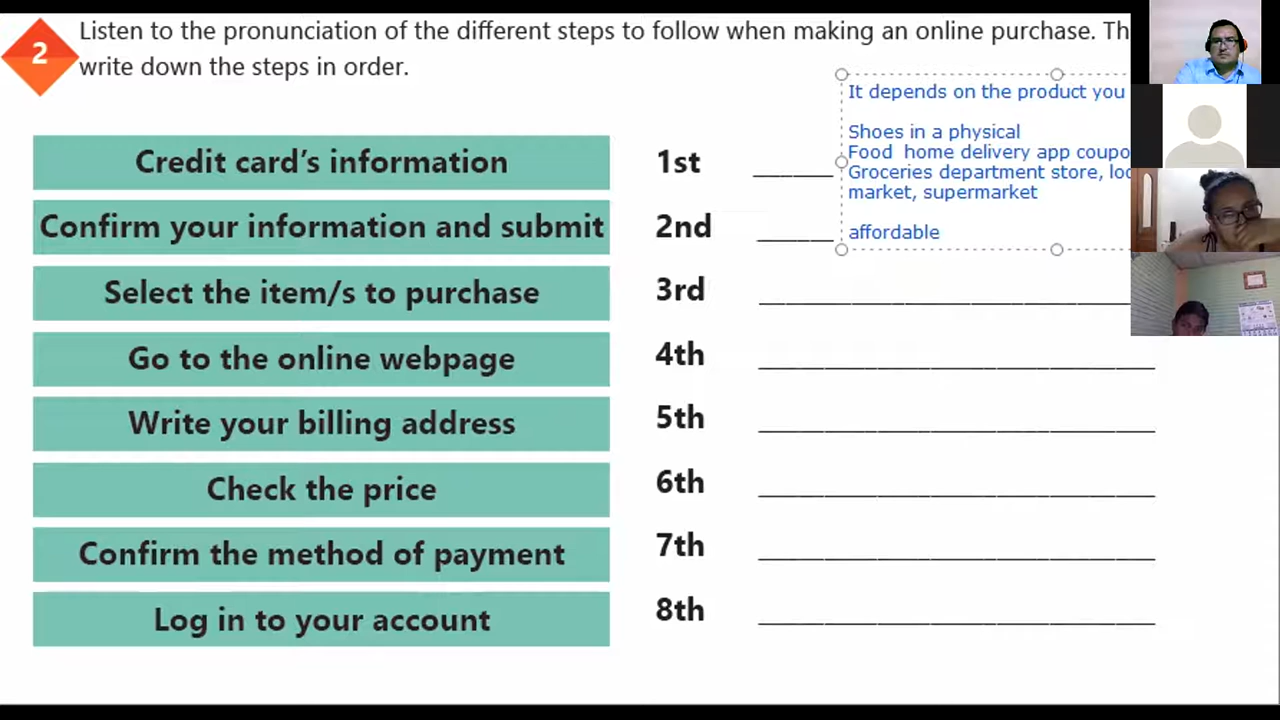 2
Listen to the pronunciation of the different steps to follow when making an online purchase.
write down the steps in order.
It depends on the product you
Shoes in a physical
Food home delivery app
Groceries department store,
market, supermarket
affordable
Credit card's information
Confirm your information and submit
Select the item/s to purchase
Go to the online webpage
Write your billing address
Check the price
Confirm the method of payment
Log in to your account
1st
2nd
3rd
4th
5th
6th
7th
8th